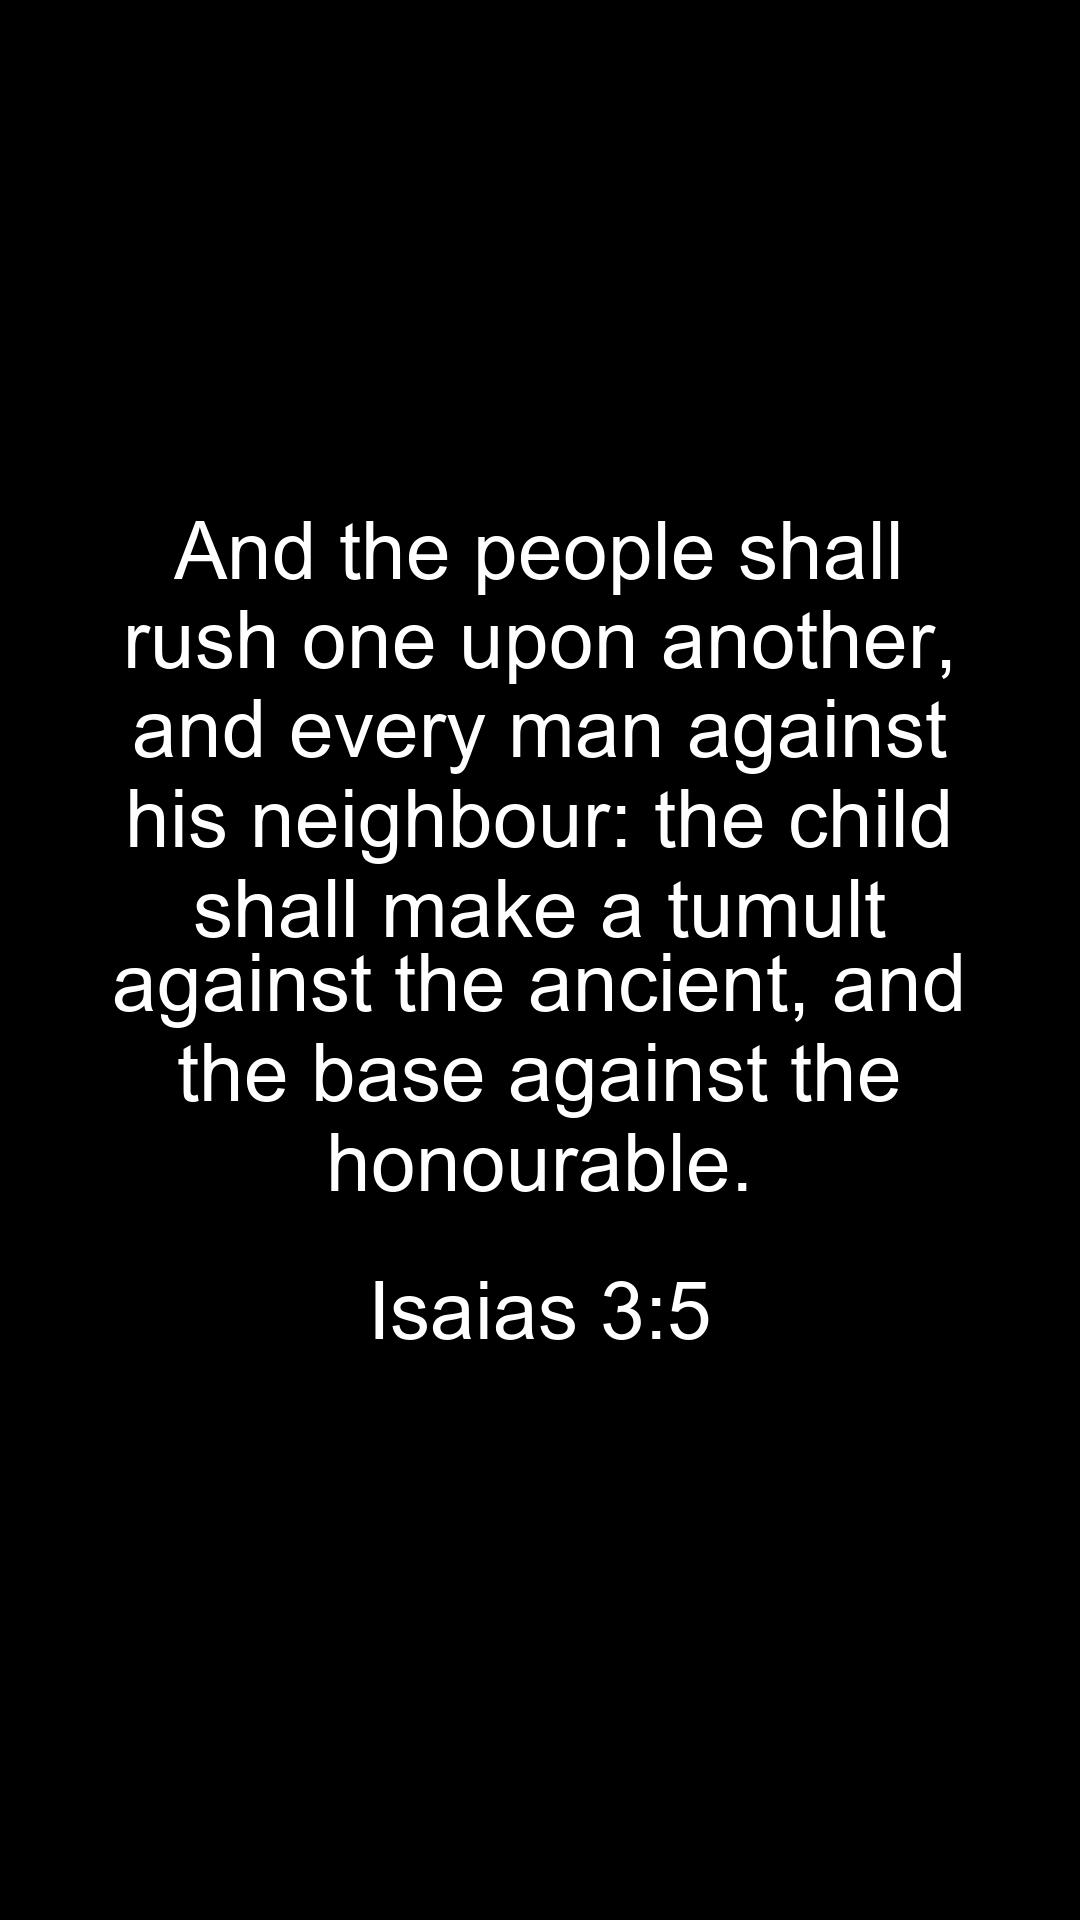 And the people shall
rush one upon another,
and every man against
his neighbour: the child
shall make a tumult
against the ancient, and
the base against the
honourable.
Isaias 3:5